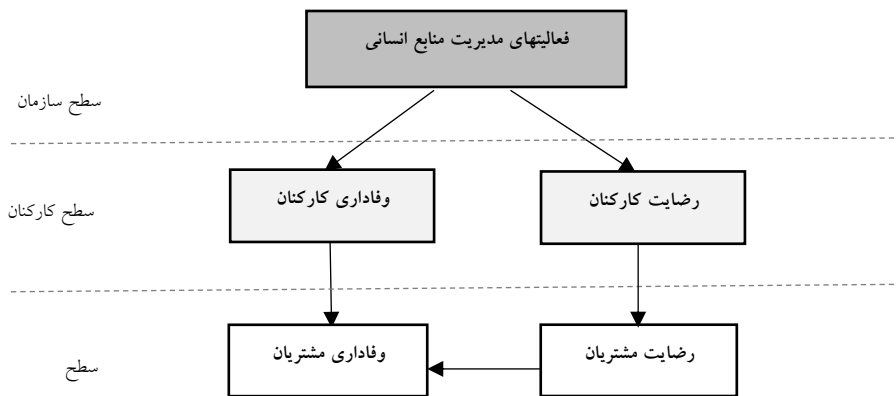 فعالیتهای مدیریت منابع انسانی
سطح سازمان
رضایت کارکنان
وفاداری کارکنان
سطح کارکنان
رضایت مشتریان
وفاداری مشتریان
سطح